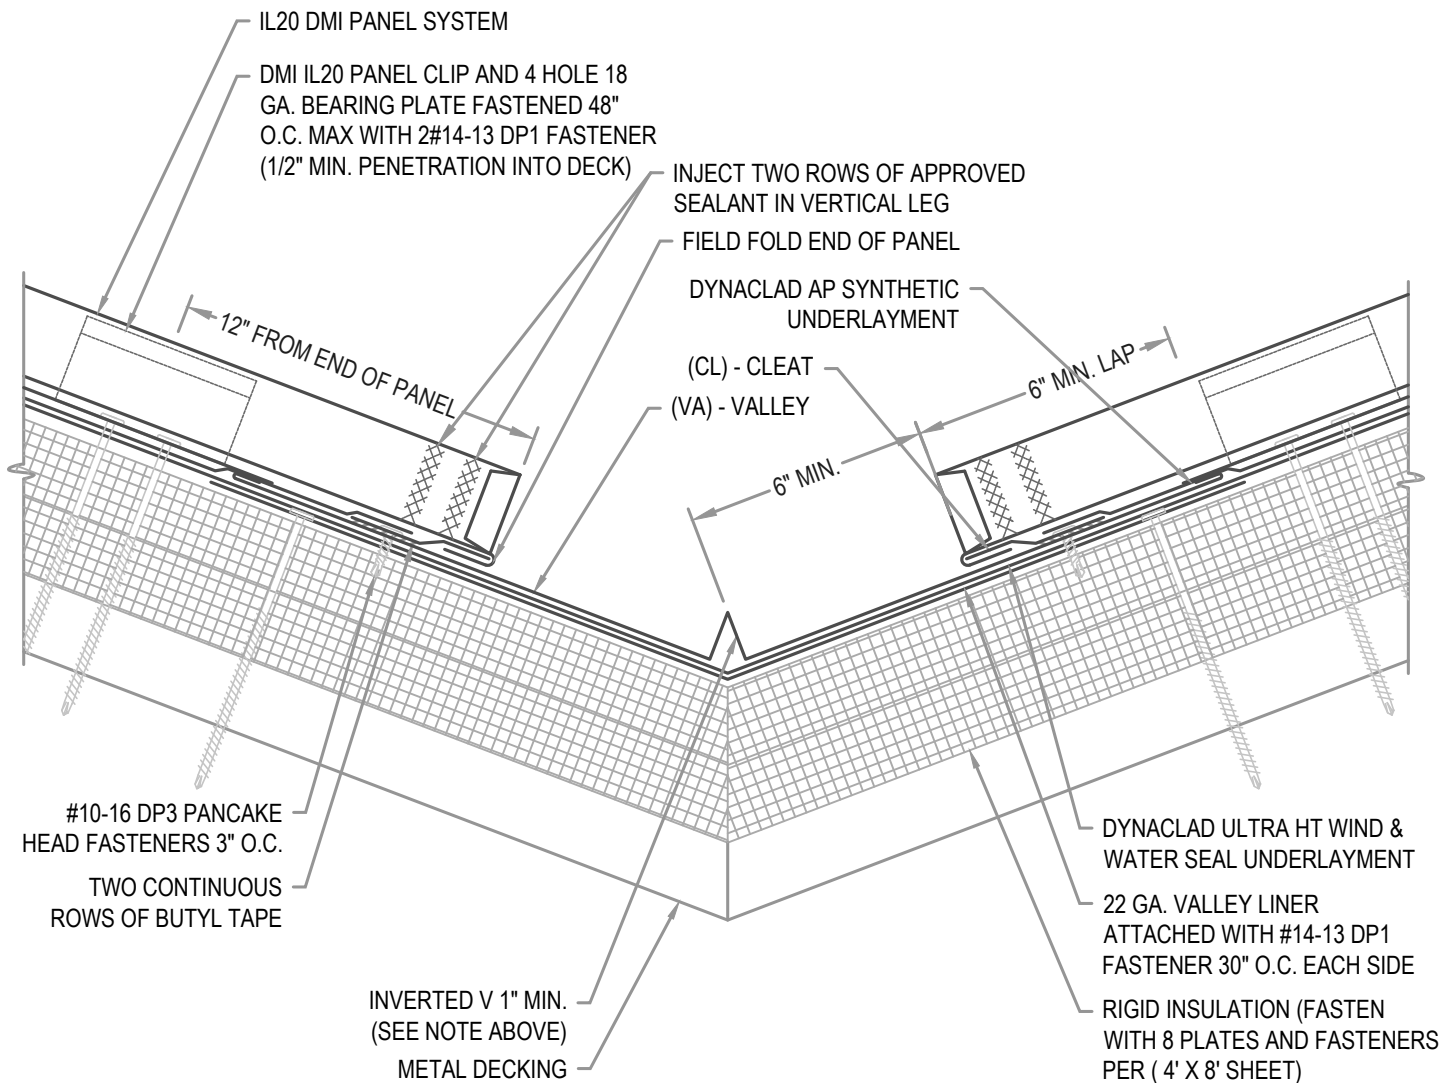 IL20 DMI PANEL SYSTEM
DMI IL20 PANEL CLIP AND 4 HOLE 18
GA. BEARING PLATE FASTENED 48"
O.C. MAX WITH 2#14-13 DP1 FASTENER
(1/2" MIN. PENETRATION INTO DECK)
INJECT TWO ROWS OF APPROVED
SEALANT IN VERTICAL LEG
FIELD FOLD END OF PANEL
DYNACLAD AP SYNTHETIC
UNDERLAYMENT
(CL) - CLEAT
(VA) - VALLEY
12" FROM END OF PANEL
6" MIN.
6" MIN. LAP
#10-16 DP3 PANCAKE
HEAD FASTENERS 3" O.C.
TWO CONTINUOUS
ROWS OF BUTYL TAPE
INVERTED V 1" MIN.
(SEE NOTE ABOVE)
METAL DECKING
DYNACLAD ULTRA HT WIND &
WATER SEAL UNDERLAYMENT
22 GA. VALLEY LINER
ATTACHED WITH #14-13 DP1
FASTENER 30" O.C. EACH SIDE
RIGID INSULATION (FASTEN
WITH 8 PLATES AND FASTENERS
PER ( 4' X 8' SHEET)